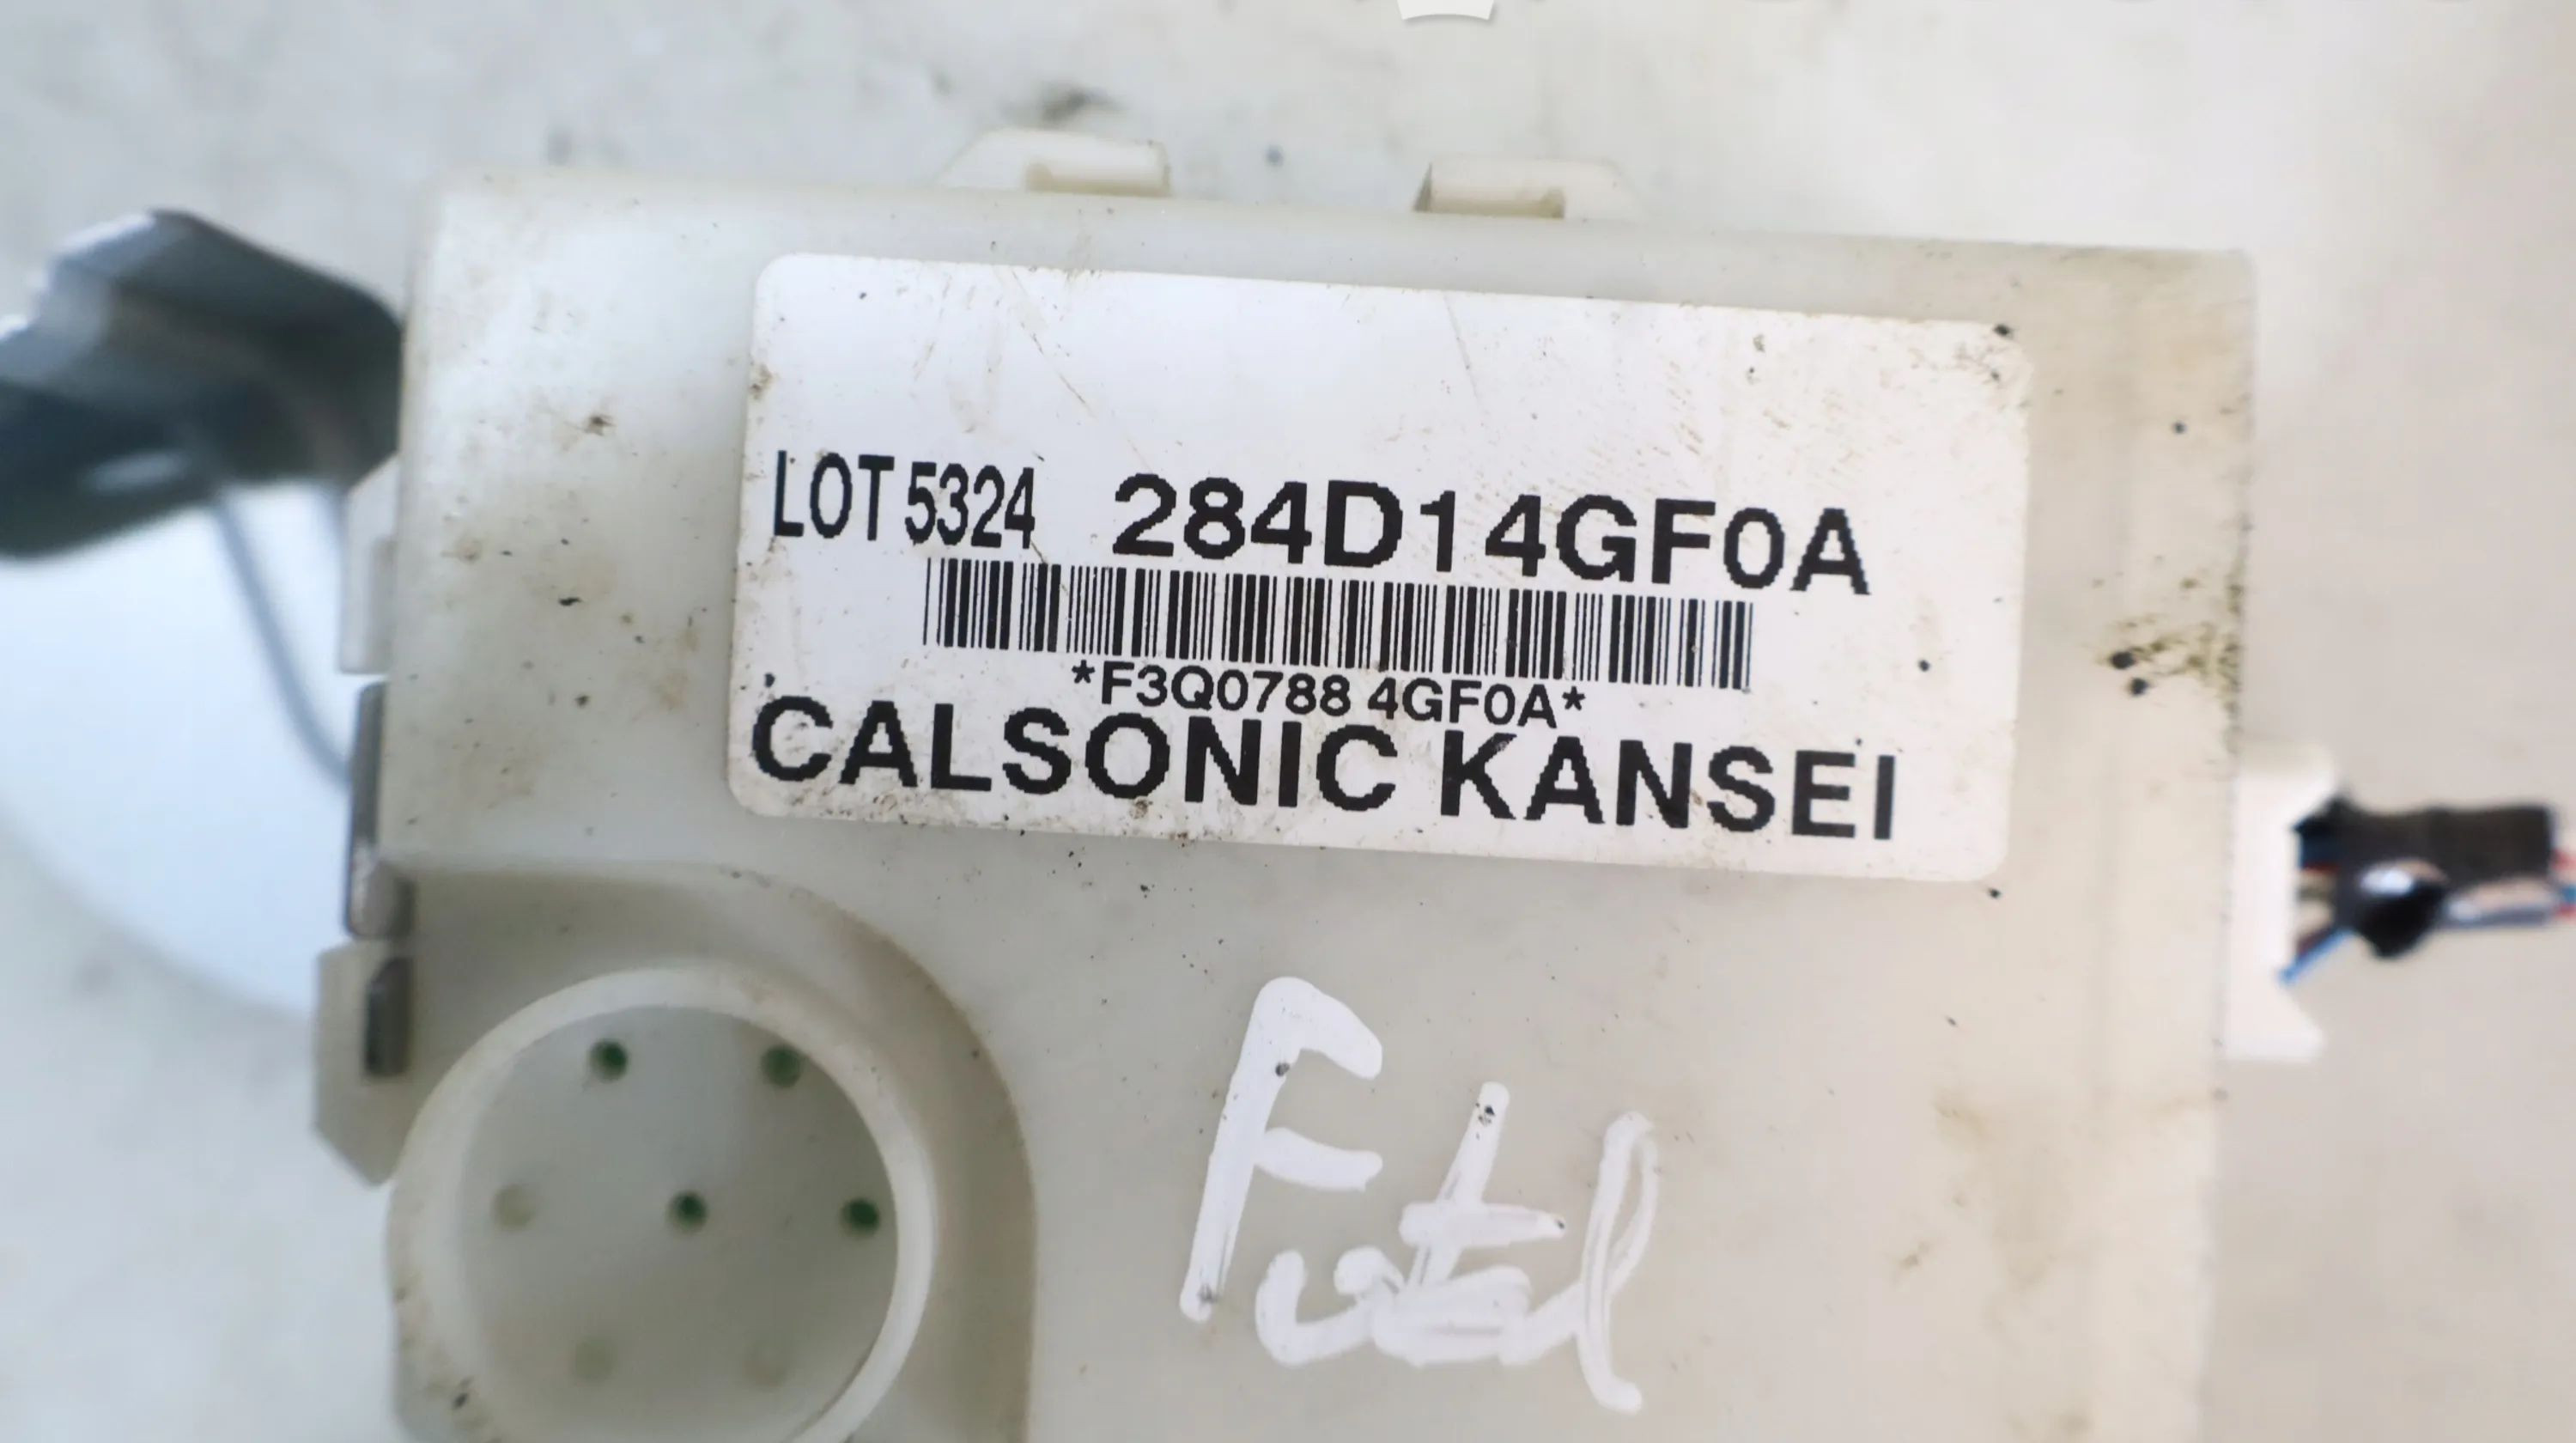 LOT 5324 284D14GF0A
*F3Q0788 4GF0A*
CALSONIC KANSEI